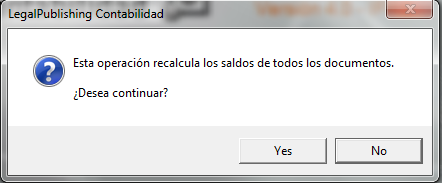 LegalPublishing Contabilidad
Esta operación recalcula los saldos de todos los documentos.
¿Desea continuar?
Yes
No